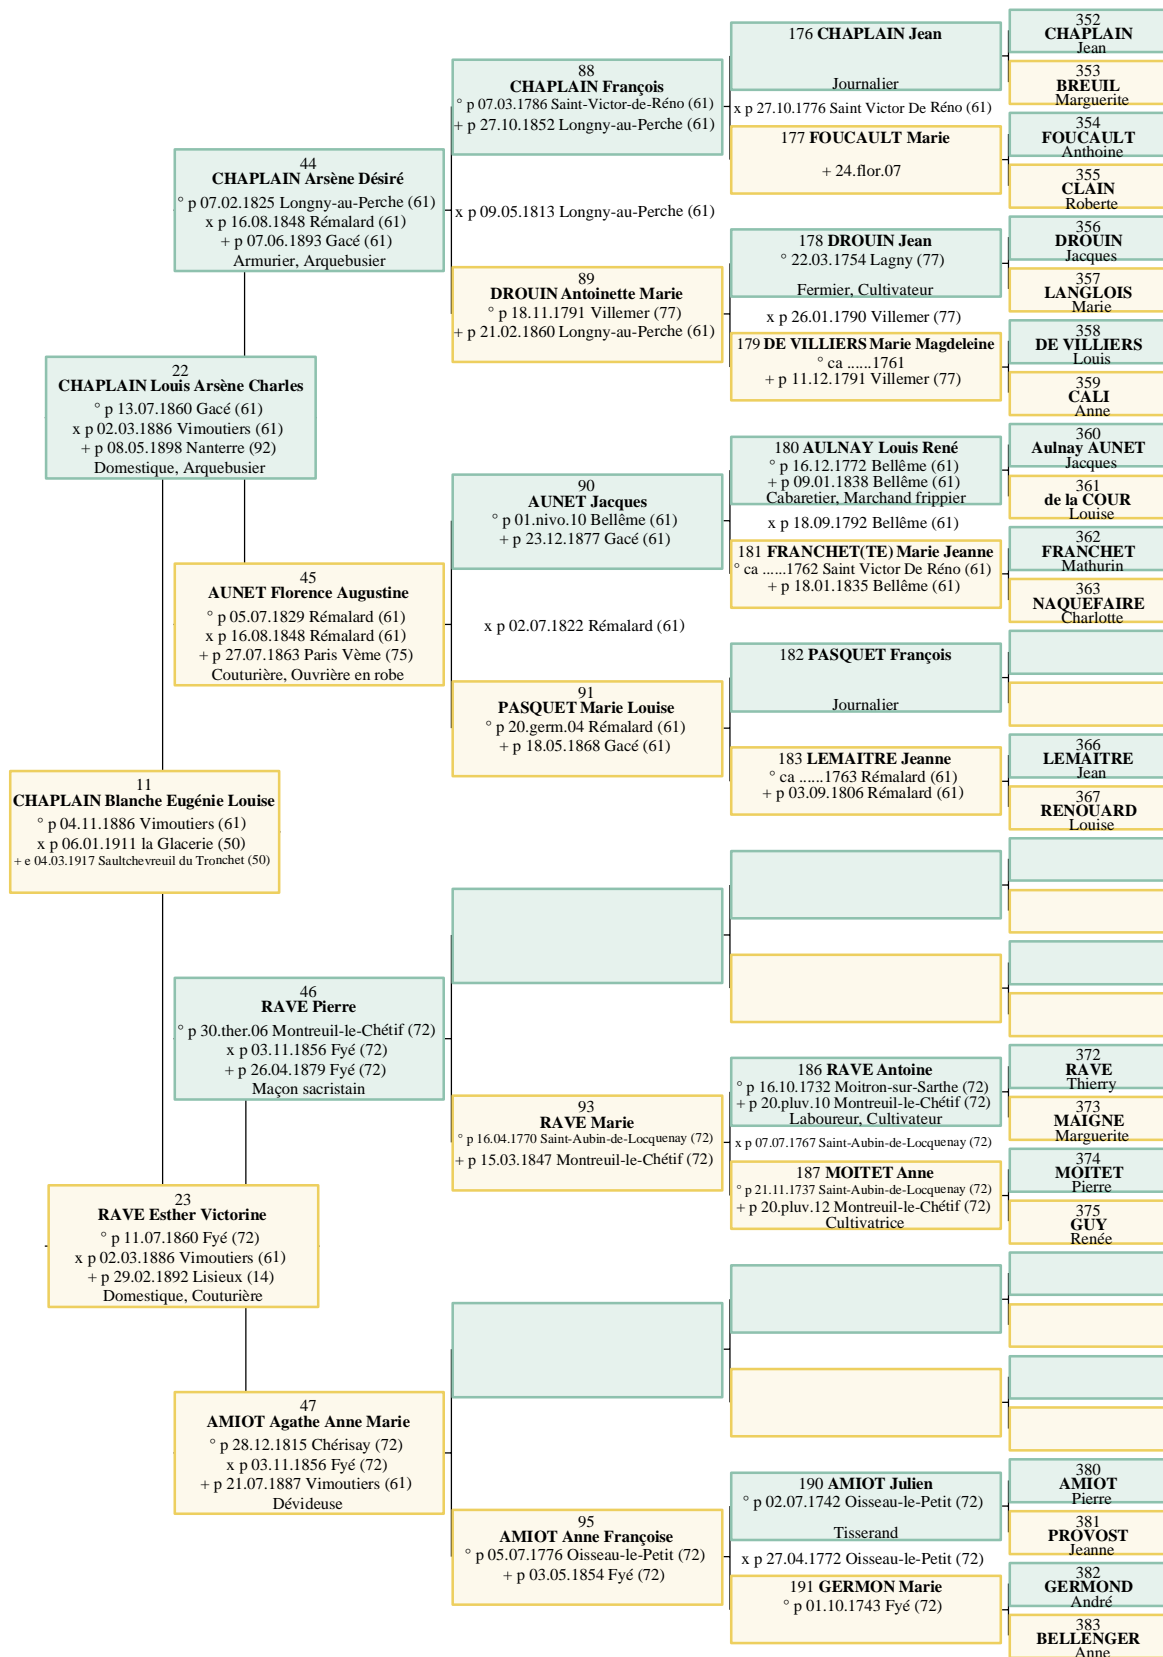 11
CHAPLAIN Blanche Eugénie Louise
° p 04.11.1886 Vimoutiers (61)
x p 06.01.1911 la Glacerie (50)
+ e 04.03.1917 Saultchevreuil du Tronchet (50)
22
CHAPLAIN Louis Arsène Charles
° p 13.07.1860 Gacé (61)
x p 02.03.1886 Vimoutiers (61)
+ p 08.05.1898 Nanterre (92)
Domestique, Arquebusier
23
RAVE Esther Victorine
° p 11.07.1860 Fyé (72)
x p 02.03.1886 Vimoutiers (61)
+ p 29.02.1892 Lisieux (14)
Domestique, Couturière
44
CHAPLAIN Arsène Désiré
° p 07.02.1825 Longny-au-Perche (61)
x p 16.08.1848 Rémalard (61)
+ p 07.06.1893 Gacé (61)
Armurier, Arquebusier
45
AUNET Florence Augustine
° p 05.07.1829 Rémalard (61)
x p 16.08.1848 Rémalard (61)
+ p 27.07.1863 Paris Vème (75)
Couturière, Ouvrière en robe
46
RAVE Pierre
° p 30.ther.06 Montreuil-le-Chétif (72)
x p 03.11.1856 Fyé (72)
+ p 26.04.1879 Fyé (72)
Maçon sacristain
47
AMIOT Agathe Anne Marie
° p 28.12.1815 Chérisay (72)
x p 03.11.1856 Fyé (72)
+ p 21.07.1887 Vimoutiers (61)
Dévideuse
88
CHAPLAIN François
° p 07.03.1786 Saint-Victor-de-Réno (61)
+ p 27.10.1852 Longny-au-Perche (61)
x p 09.05.1813 Longny-au-Perche (61)
89
DROUIN Antoinette Marie
° p 18.11.1791 Villemer (77)
+ p 21.02.1860 Longny-au-Perche (61)
90
AUNET Jacques
° p 01.nivo.10 Bellême (61)
+ p 23.12.1877 Gacé (61)
x p 02.07.1822 Rémalard (61)
91
PASQUET Marie Louise
° p 20.germ.04 Rémalard (61)
+ p 18.05.1868 Gacé (61)
93
RAVE Marie
° p 16.04.1770 Saint-Aubin-de-Locquenay (72)
+ p 15.03.1847 Montreuil-le-Chétif (72)
95
AMIOT Anne Françoise
° p 05.07.1776 Oisseau-le-Petit (72)
+ p 03.05.1854 Fyé (72)
176 CHAPLAIN Jean
Journalier
x p 27.10.1776 Saint Victor De Réno (61)
177 FOUCAULT Marie
+ 24.flor.07
178 DROUIN Jean
° 22.03.1754 Lagny (77)
Fermier, Cultivateur
x p 26.01.1790 Villemer (77)
179 DE VILLIERS Marie Magdeleine
° ca ......1761
+ p 11.12.1791 Villemer (77)
180 AULNAY Louis René
° p 16.12.1772 Bellême (61)
+ p 09.01.1838 Bellême (61)
Cabaretier, Marchand frippier
x p 18.09.1792 Bellême (61)
181 FRANCHET(TE) Marie Jeanne
° ca ......1762 Saint Victor De Réno (61)
+ p 18.01.1835 Bellême (61)
182 PASQUET François
Journalier
183 LEMAITRE Jeanne
° ca ......1763 Rémalard (61)
+ p 03.09.1806 Rémalard (61)
186 RAVE Antoine
° p 16.10.1732 Moitron-sur-Sarthe (72)
+ p 20.pluv.10 Montreuil-le-Chétif (72)
Laboureur, Cultivateur
x p 07.07.1767 Saint-Aubin-de-Locquenay (72)
187 MOITET Anne
° p 21.11.1737 Saint-Aubin-de-Locquenay (72)
+ p 20.pluv.12 Montreuil-le-Chétif (72)
Cultivatrice
190 AMIOT Julien
° p 02.07.1742 Oisseau-le-Petit (72)
Tisserand
x p 27.04.1772 Oisseau-le-Petit (72)
191 GERMON Marie
° p 01.10.1743 Fyé (72)
352
CHAPLAIN
Jean
353
BREUIL
Marguerite
354
FOUCAULT
Anthoine
355
CLAIN
Roberte
356
DROUIN
Jacques
357
LANGLOIS
Marie
358
DE VILLIERS
Louis
359
CALI
Anne
360
Aulnay AUNET
Jacques
361
de la COUR
Louise
362
FRANCHET
Mathurin
363
NAQUEFAIRE
Charlotte
366
LEMAITRE
Jean
367
RENOUARD
Louise
372
RAVE
Thierry
373
MAIGNE
Marguerite
374
MOITET
Pierre
375
GUY
Renée
380
AMIOT
Pierre
381
PROVOST
Jeanne
382
GERMOND
André
383
BELLENGER
Anne